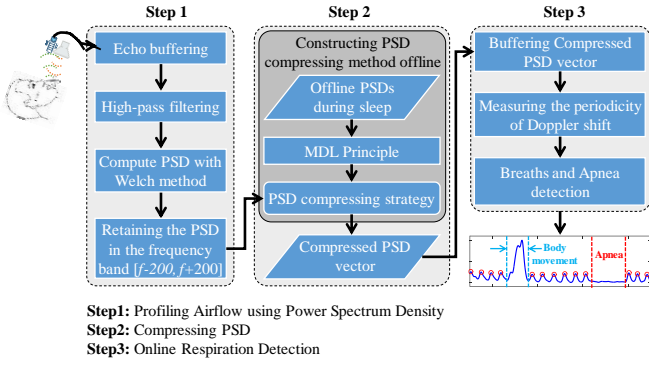 Step 1
Echo buffering
High-pass filtering
Compute PSD with
Welch method
Retaining the PSD
in the frequency
band [f-200, f+200]
Step 2
Constructing PSD
compressing method offline
Offline PSDs
during sleep
MDL Principle
PSD compressing strategy
Compressed PSD
vector
Step 3
Buffering Compressed
PSD vector
Measuring the periodicity
of Doppler shift
Breaths and Apnea
detection
Body
movement
Apnea
Step1: Profiling Airflow using Power Spectrum Density
Step2: Compressing PSD
Step3: Online Respiration Detection